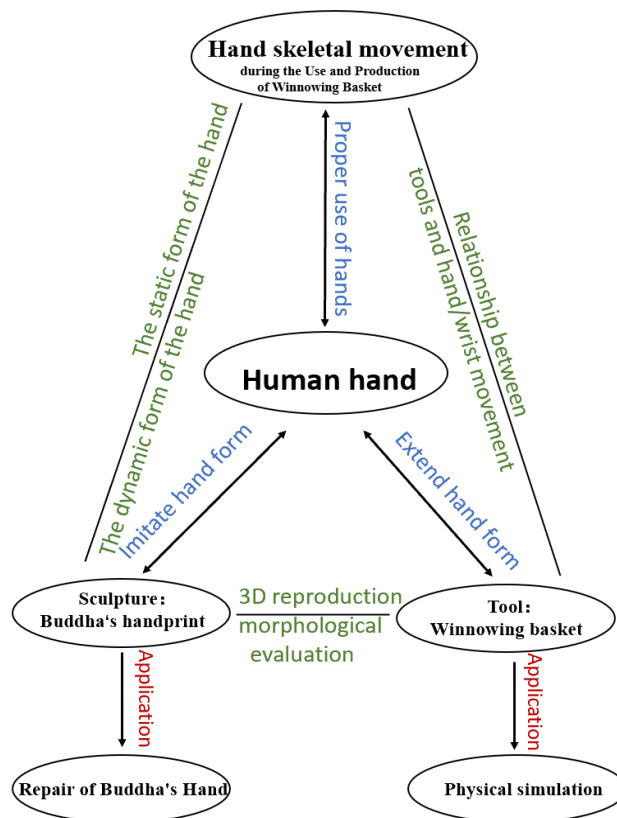 Hand skeletal movement
during the Use and Production
of Winnowing Basket
The static form of the hand
The dynamic form of the hand
Proper use of hands
Relationship between
tools and hand/wrist movement
Human hand
Imitate hand form
Extend hand form
Sculpture：
Buddha‘s handprint
3D reproduction
morphological
evaluation
Tool：
Winnowing basket
Application
Application
Repair of Buddha's Hand
Physical simulation